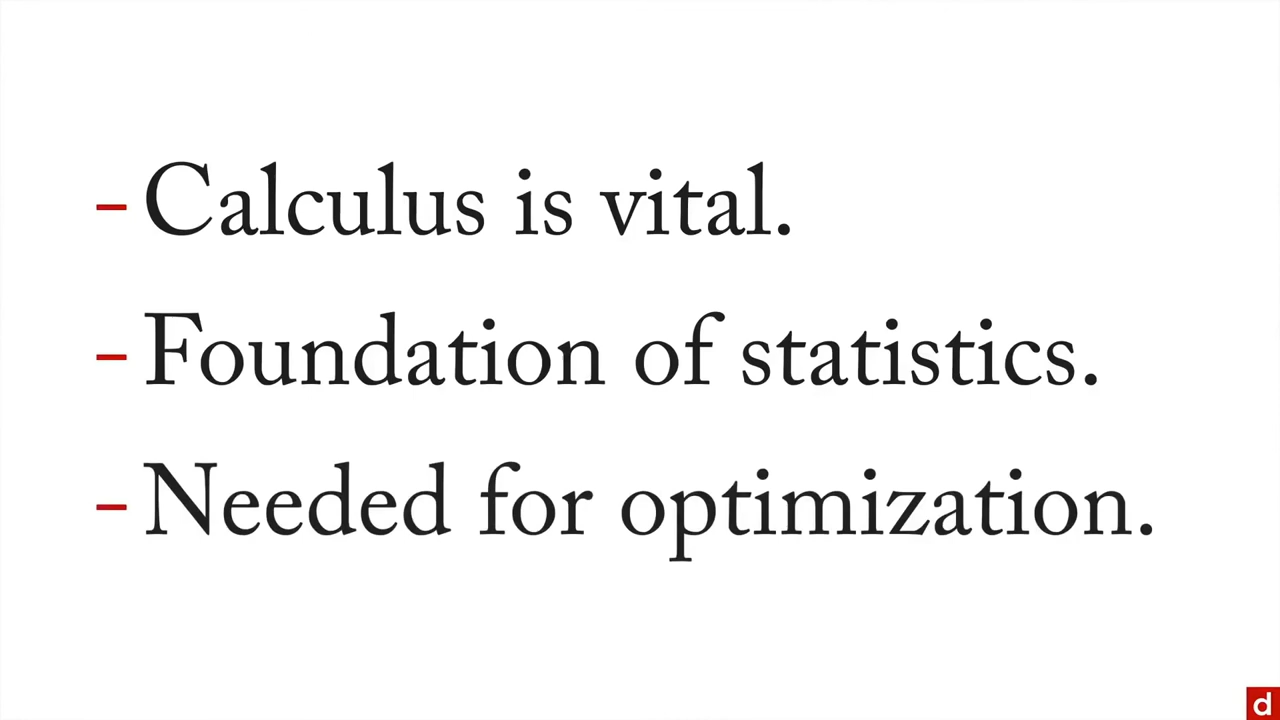 - Calculus is vital.
- Foundation of statistics.
- Needed for optimization.
d